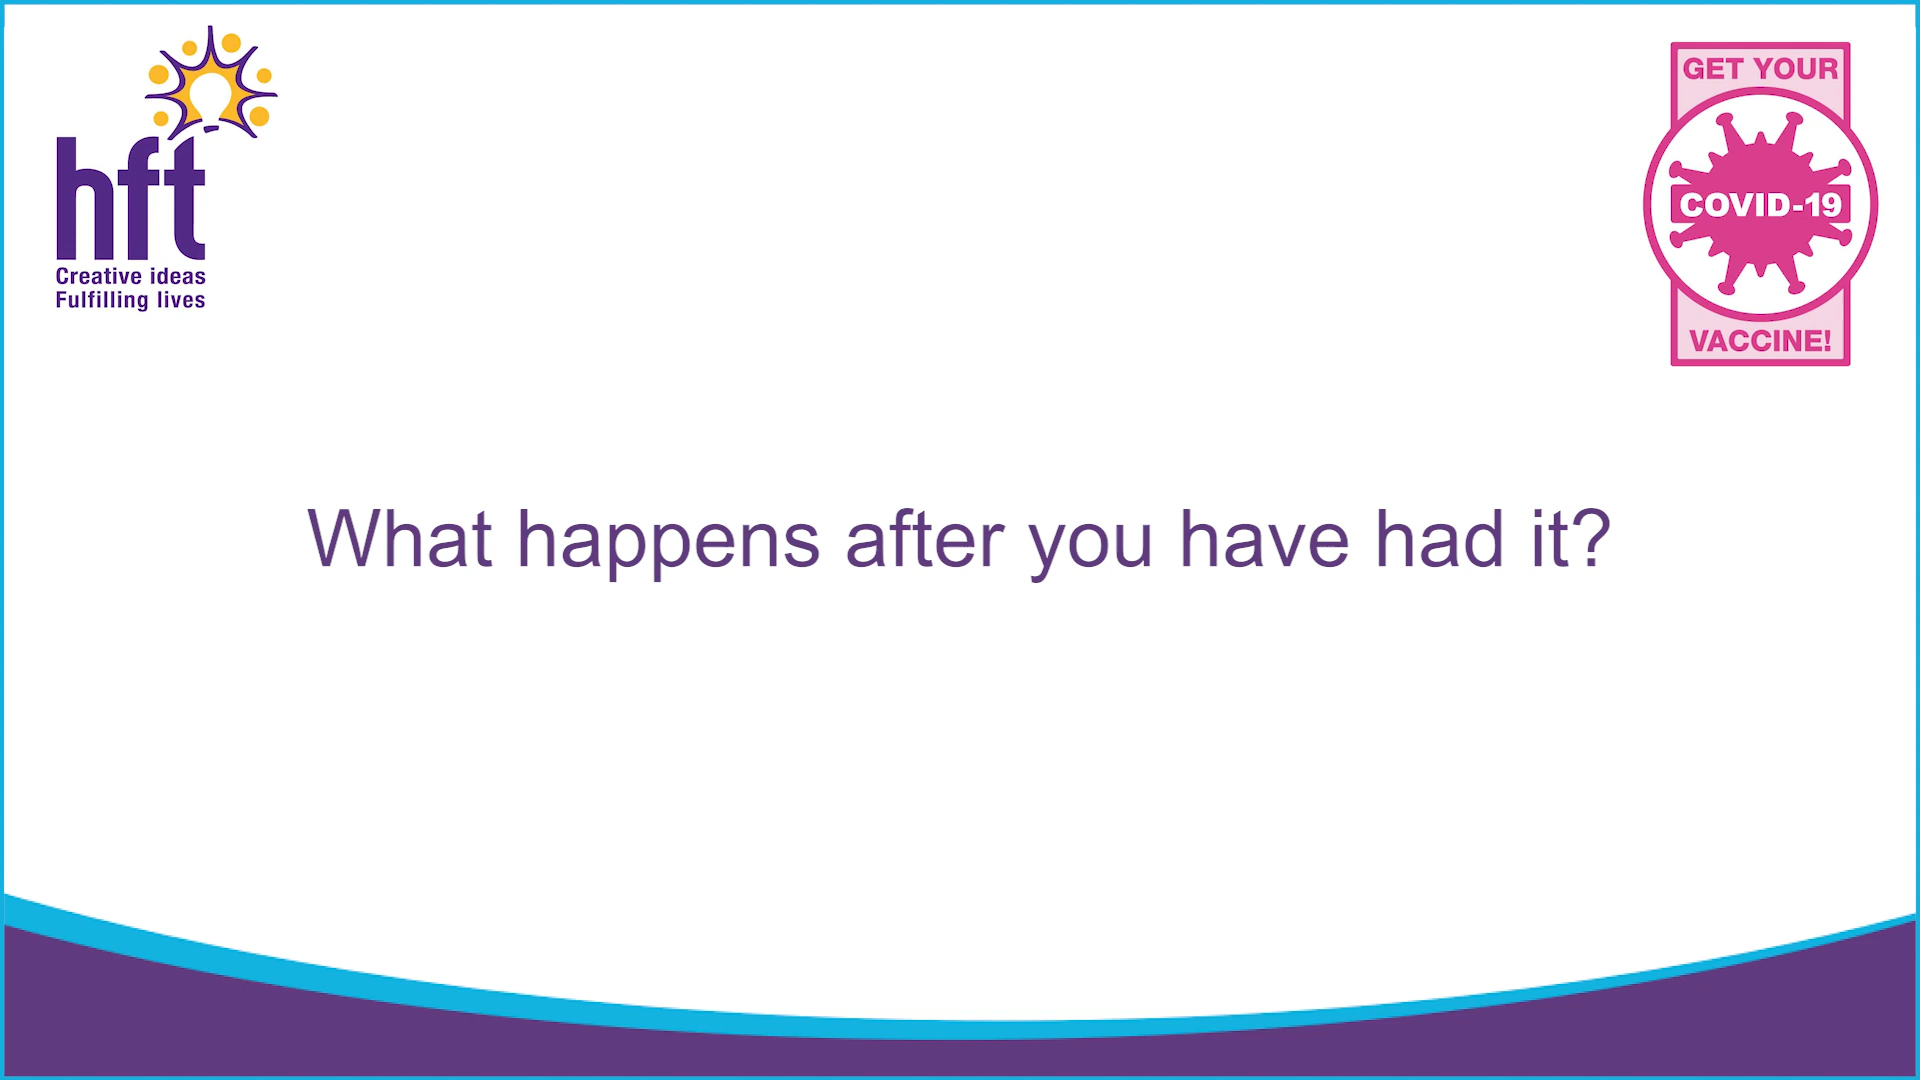 hft
Creative ideas
Fulfilling lives
GET YOUR
COVID-19
VACCINE!
What happens after you have had it?